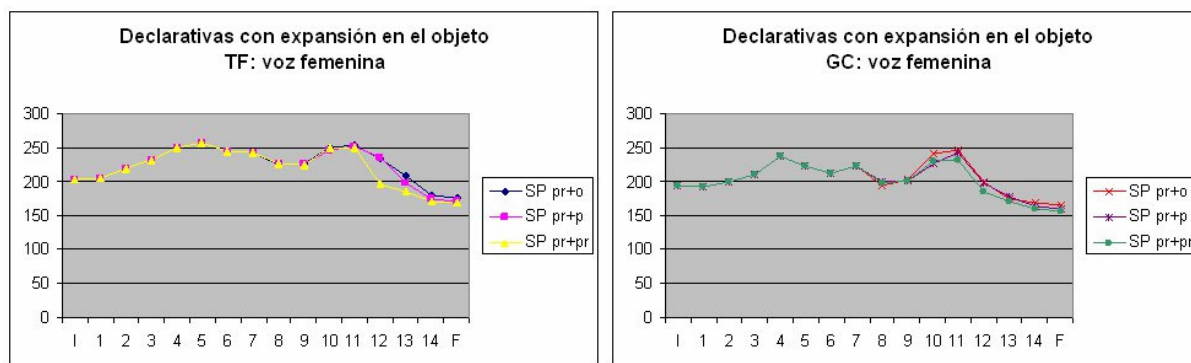 Declarativas con expansión en el objeto
TF: voz femenina
300
250
200
150
100
50
0
I 1 2 3 4 5 6 7 8 9 10 11 12 13 14 F
SP pr+o
SP pr+p
SP pr+pr
Declarativas con expansión en el objeto
GC: voz femenina
300
250
200
150
100
50
0
I 1 2 3 4 5 6 7 8 9 10 11 12 13 14 F
SP pr+o
SP pr+p
SP pr+pr